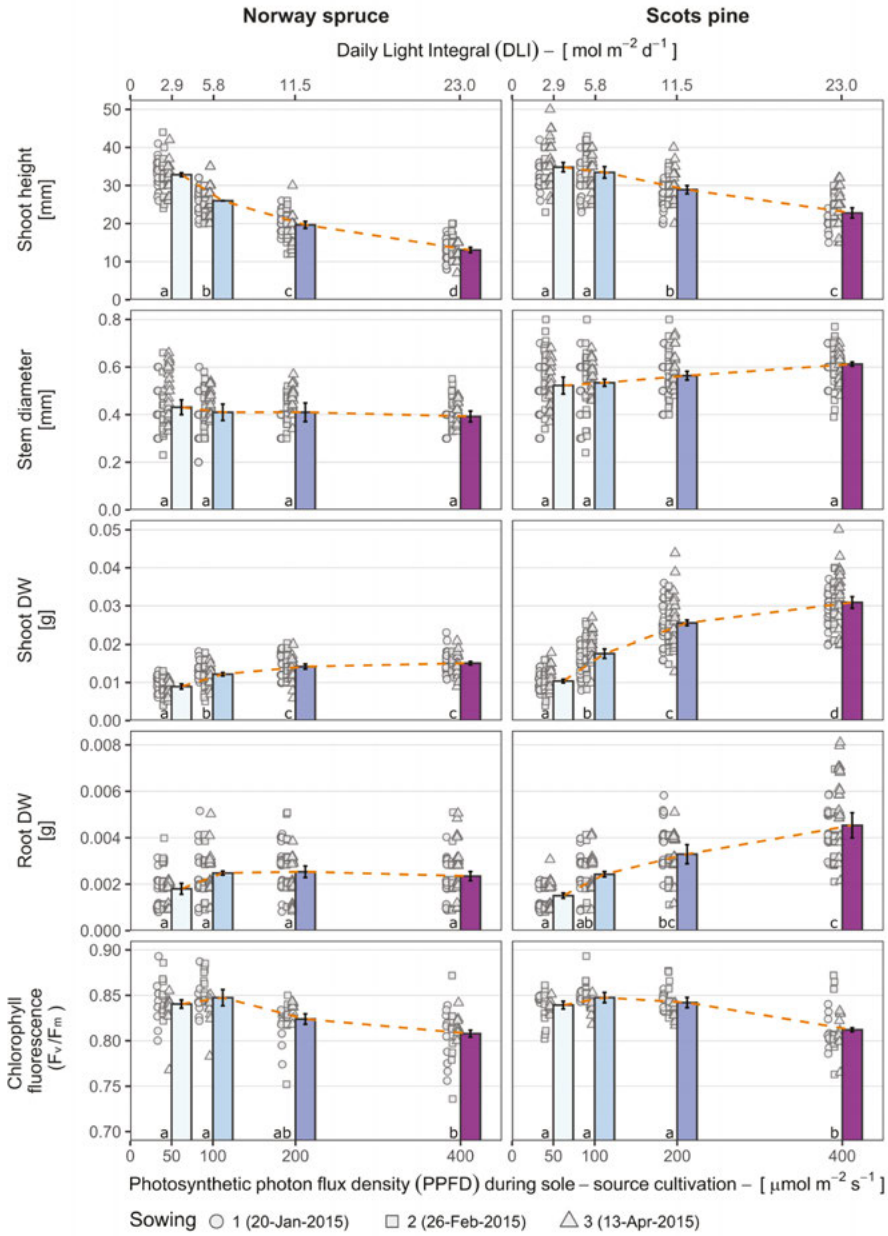 Norway spruce Scots pine
Daily Light Integral (DLI) – [ mol m⁻² d⁻¹ ]
0 2.9 5.8 11.5 23.0 0 2.9 5.8 11.5 23.0
Shoot height
[mm]
50
40
30
20
10
0
a b c d a a b c
Stem diameter
[mm]
0.8
0.6
0.4
0.2
0.0
a a a a a a a a
Shoot DW
[g]
0.05
0.04
0.03
0.02
0.01
0.00
a b c c a b c d
Root DW
[g]
0.008
0.006
0.004
0.002
0.000
a a a a a ab bc c
Chlorophyll
fluorescence
(Fv/Fm)
0.90
0.85
0.80
0.75
0.70
a a ab b a a a b
0 50 100 200 400 0 50 100 200 400
Photosynthetic photon flux density (PPFD) during sole – source cultivation – [ μmol m⁻² s⁻¹ ]
Sowing 1 (20-Jan-2015) 2 (26-Feb-2015) 3 (13-Apr-2015)